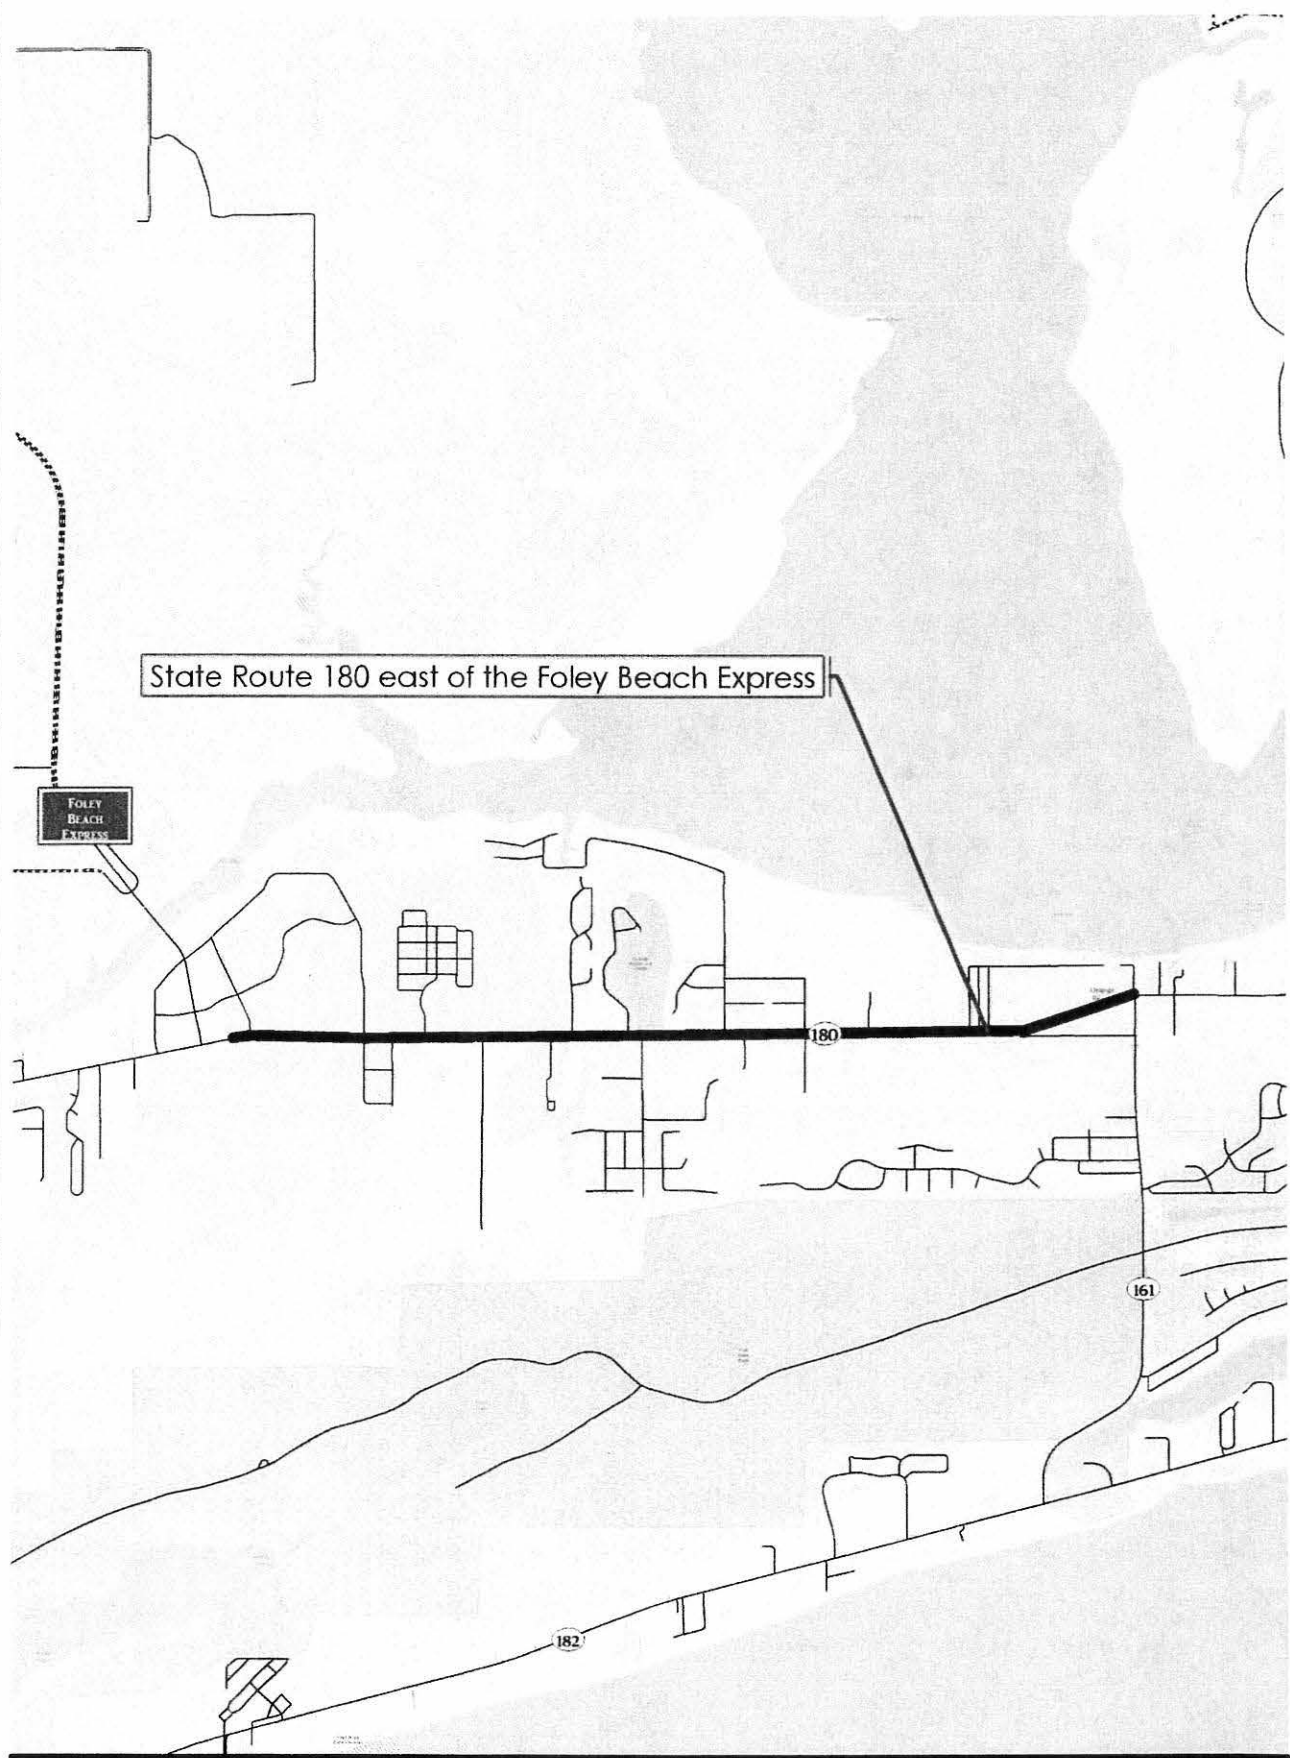 State Route 180 east of the Foley Beach Express
FOLEY
BEACH
EXPRESS
180
161
182